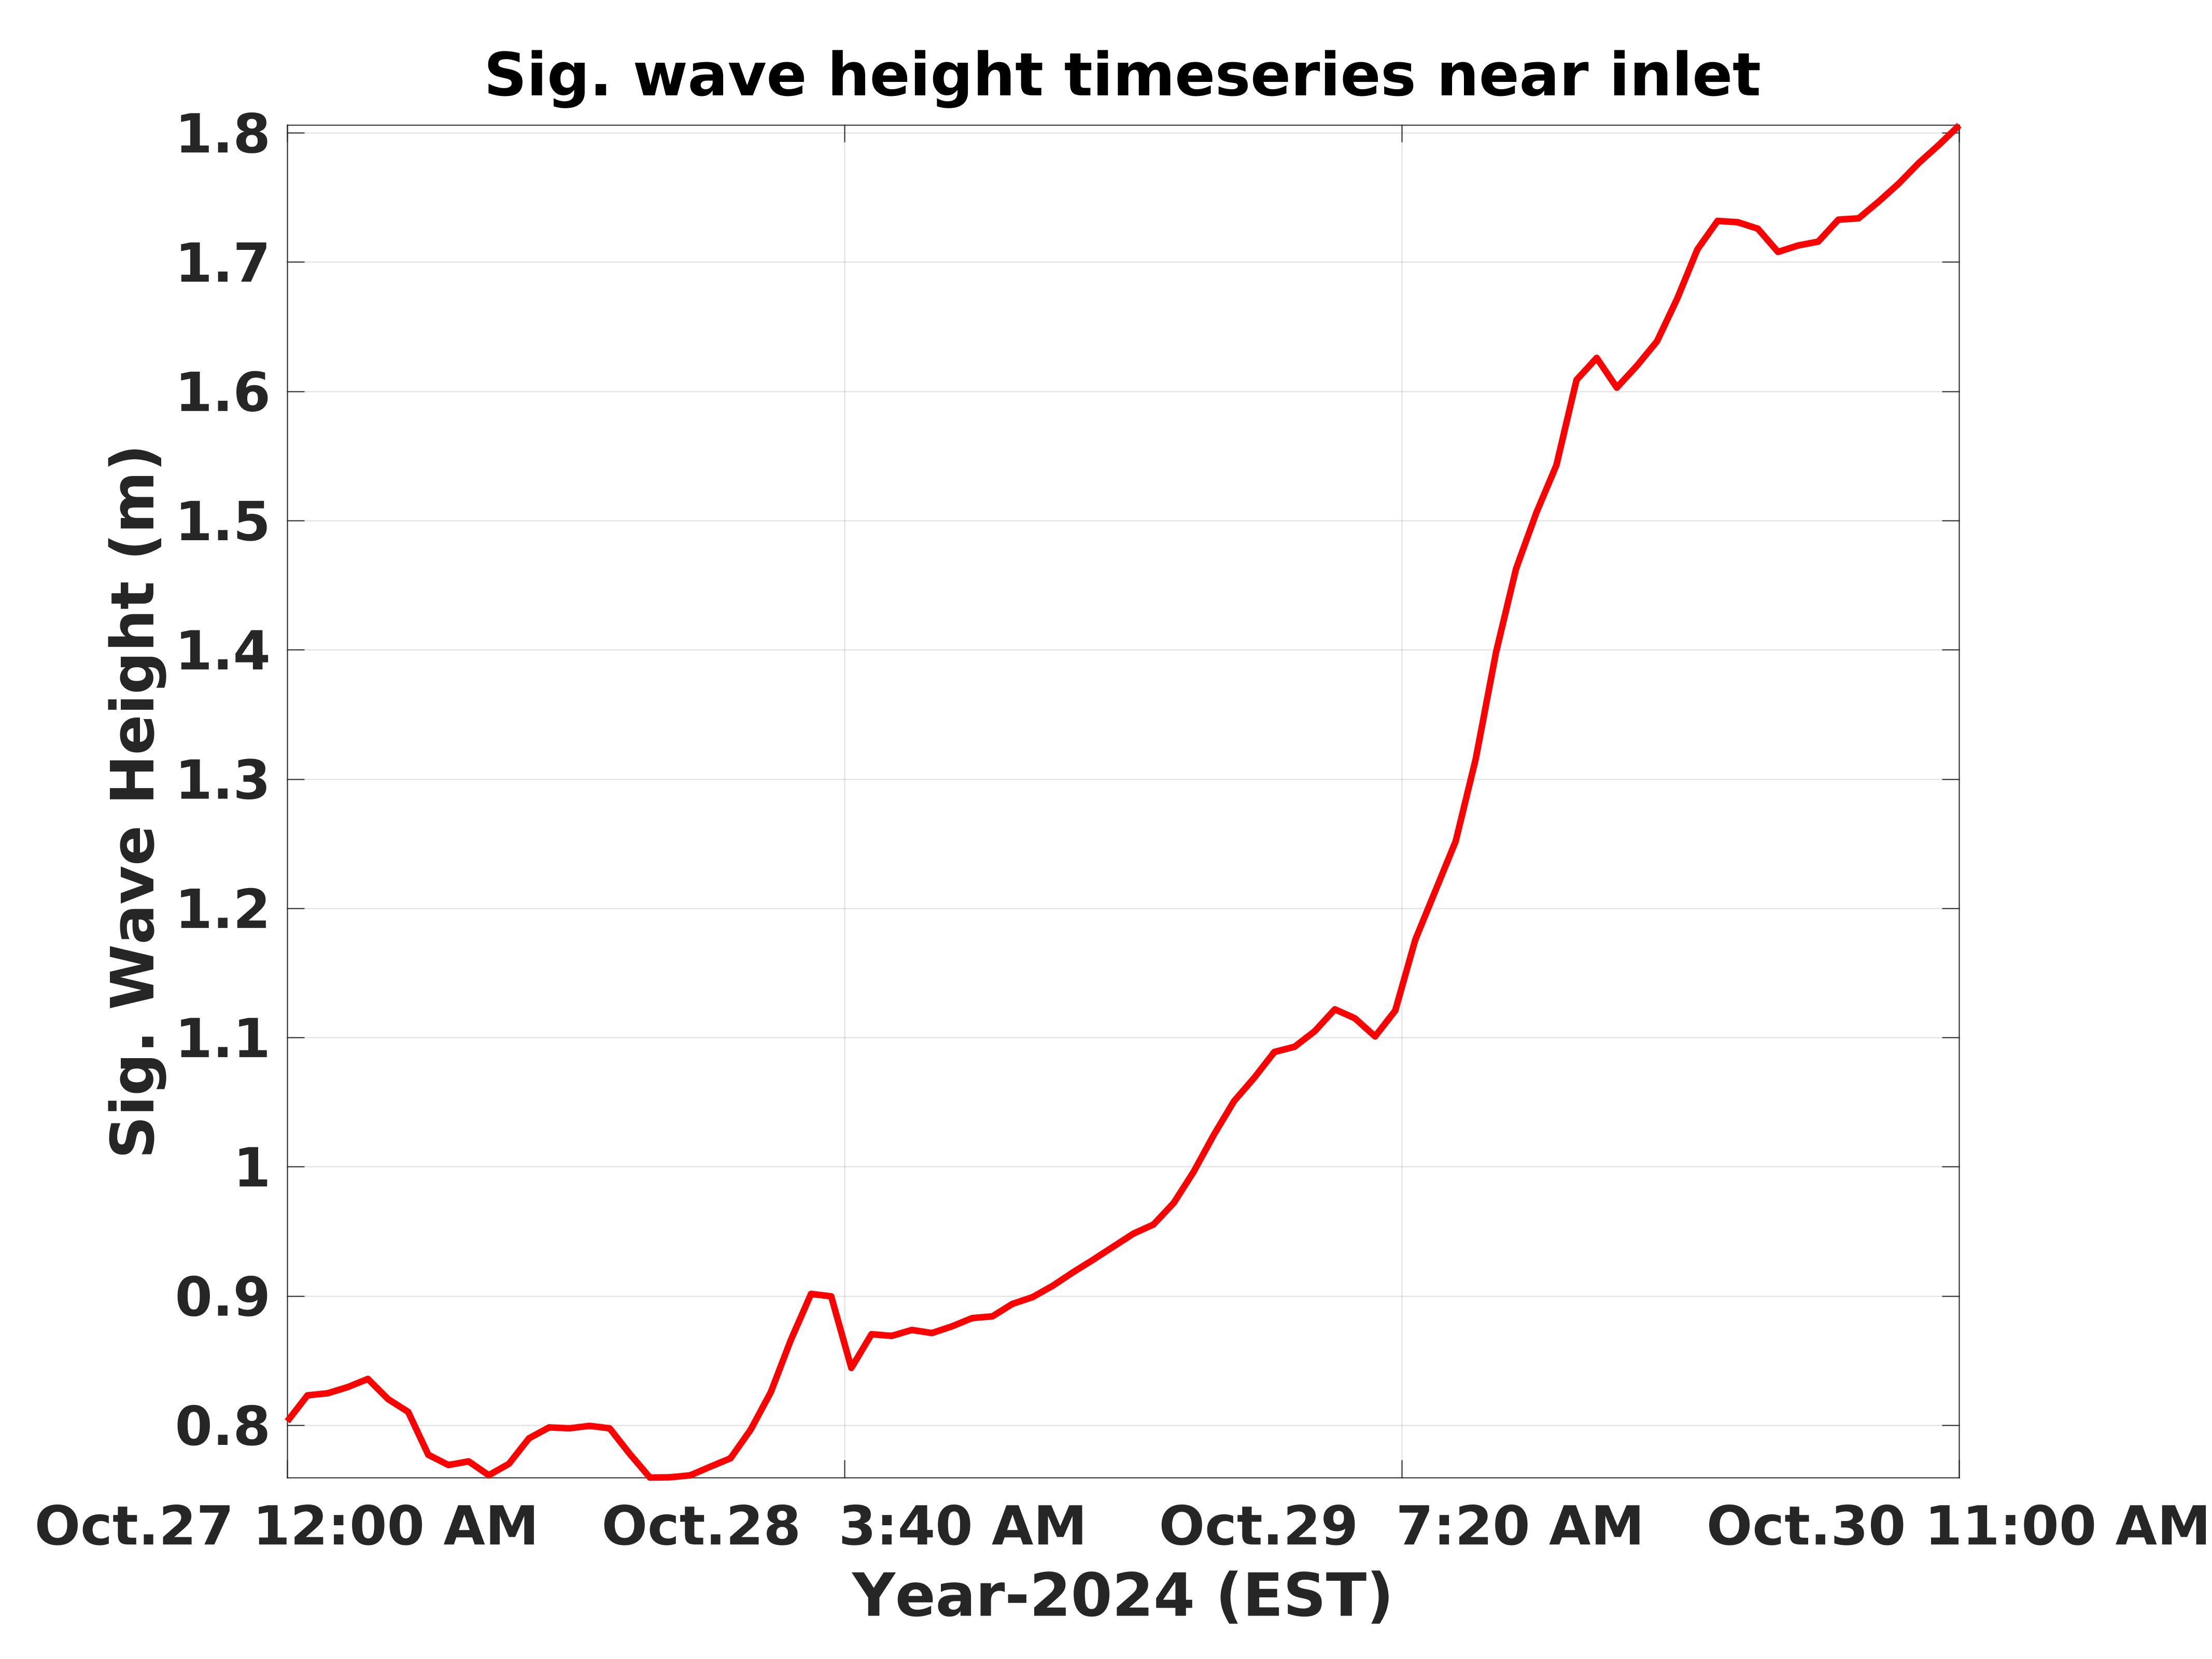 Sig. wave height timeseries near inlet
Sig. Wave Height (m)
1.8
1.7
1.6
1.5
1.4
1.3
1.2
1.1
1
0.9
0.8
Oct.27 12:00 AM Oct.28 3:40 AM Oct.29 7:20 AM Oct.30 11:00 AM
Year-2024 (EST)